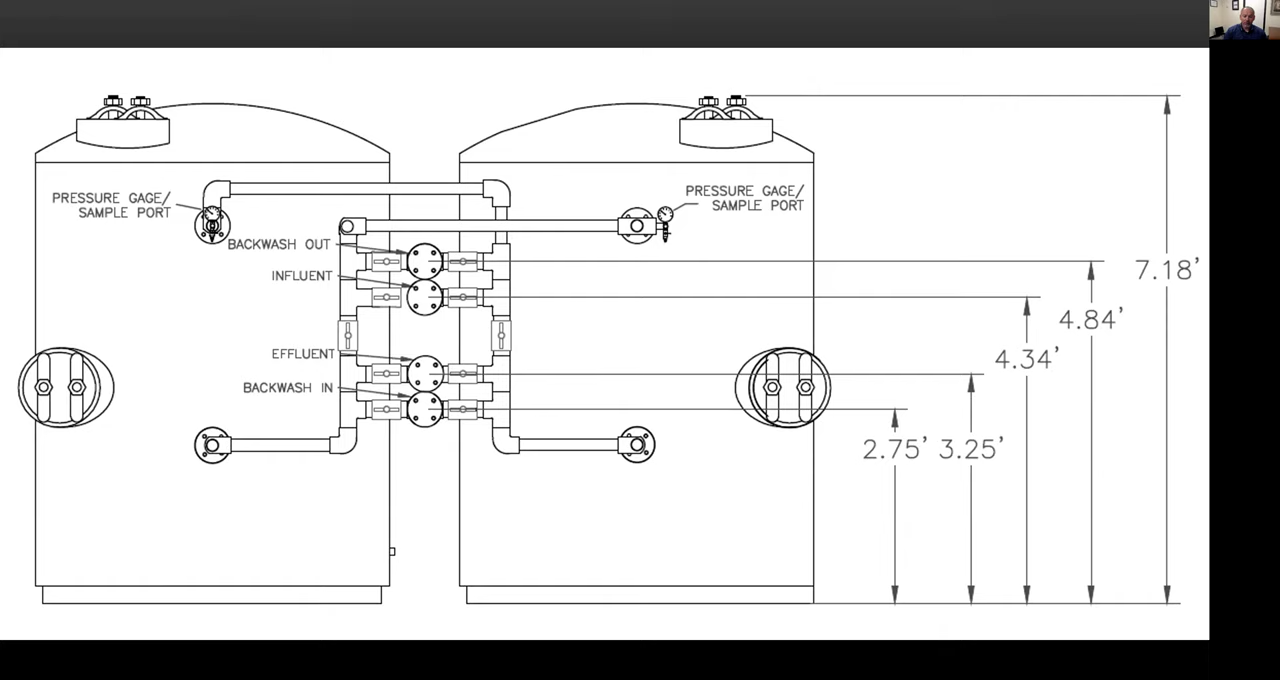 PRESSURE GAGE/
SAMPLE PORT
PRESSURE GAGE/
SAMPLE PORT
BACKWASH OUT
INFLUENT
EFFLUENT
BACKWASH IN
7.18'
4.84'
4.34'
2.75'
3.25'